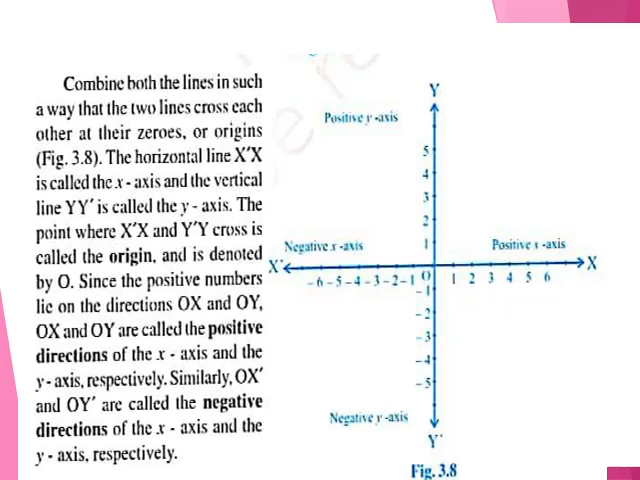 Combine both the lines in such
a way that the two lines cross each
other at their zeroes, or origins
(Fig. 3.8). The horizontal line X′X
is called the x - axis and the vertical
line YY′ is called the y - axis. The
point where X′X and Y′Y cross is
called the origin, and is denoted
by O. Since the positive numbers
lie on the directions OX and OY,
OX and OY are called the positive
directions of the x - axis and the
y - axis, respectively. Similarly, OX′
and OY′ are called the negative
directions of the x - axis and the
y - axis, respectively.
Y
Positive y -axis
5
4
3
2
1
Negative x -axis
Positive x -axis
X′
X
-6 -5 -4 -3 -2 -1 O 1 2 3 4 5 6
-1
-2
-3
-4
-5
Negative y -axis
Y′
Fig. 3.8